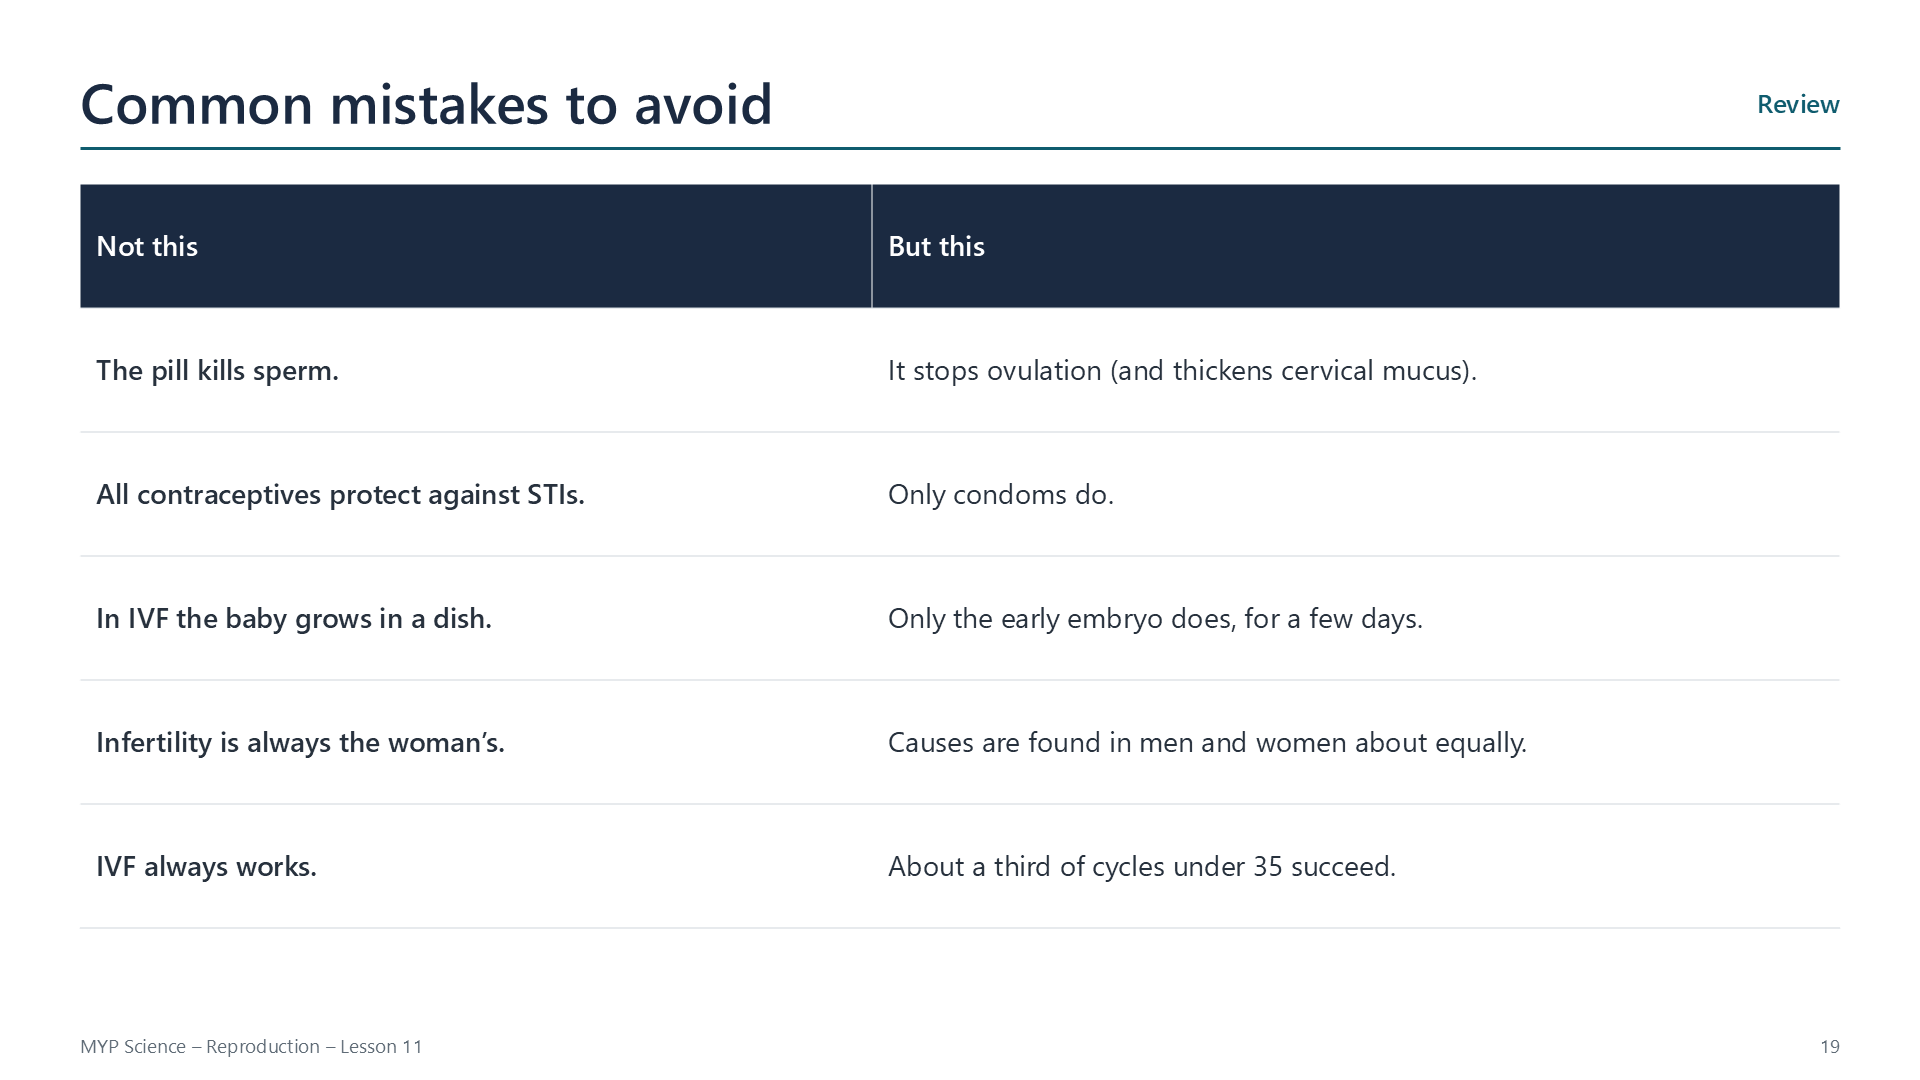 Common mistakes to avoid
Review
Not this
But this
The pill kills sperm.
It stops ovulation (and thickens cervical mucus).
All contraceptives protect against STIs.
Only condoms do.
In IVF the baby grows in a dish.
Only the early embryo does, for a few days.
Infertility is always the woman’s.
Causes are found in men and women about equally.
IVF always works.
About a third of cycles under 35 succeed.
MYP Science – Reproduction – Lesson 11
19